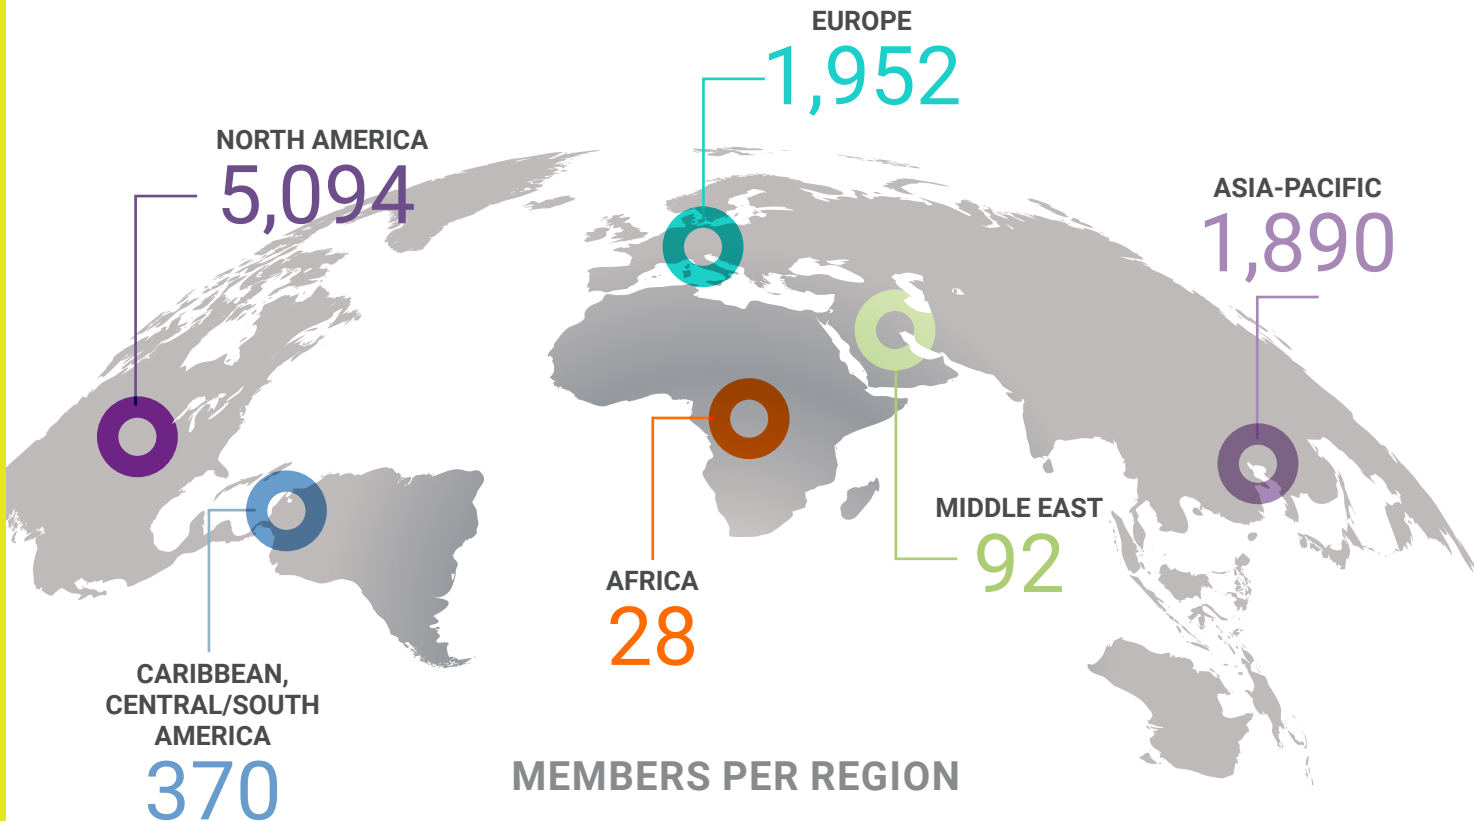 EUROPE
1,952
NORTH AMERICA
5,094
ASIA-PACIFIC
1,890
MIDDLE EAST
92
AFRICA
28
CARIBBEAN,
CENTRAL/SOUTH
AMERICA
370
MEMBERS PER REGION